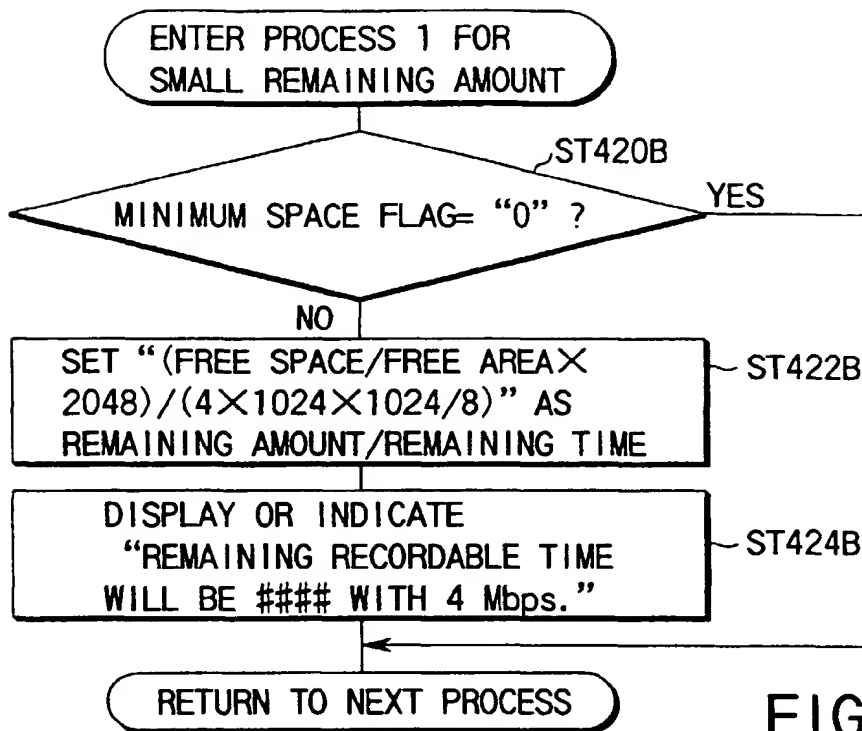 ENTER PROCESS 1 FOR
SMALL REMAINING AMOUNT
ST420B
MINIMUM SPACE FLAG= “0” ?
YES
NO
SET “(FREE SPACE/FREE AREA×
2048)/(4×1024×1024/8)” AS
REMAINING AMOUNT/REMAINING TIME
ST422B
DISPLAY OR INDICATE
“REMAINING RECORDABLE TIME
WILL BE #### WITH 4 Mbps.”
ST424B
RETURN TO NEXT PROCESS
FIG